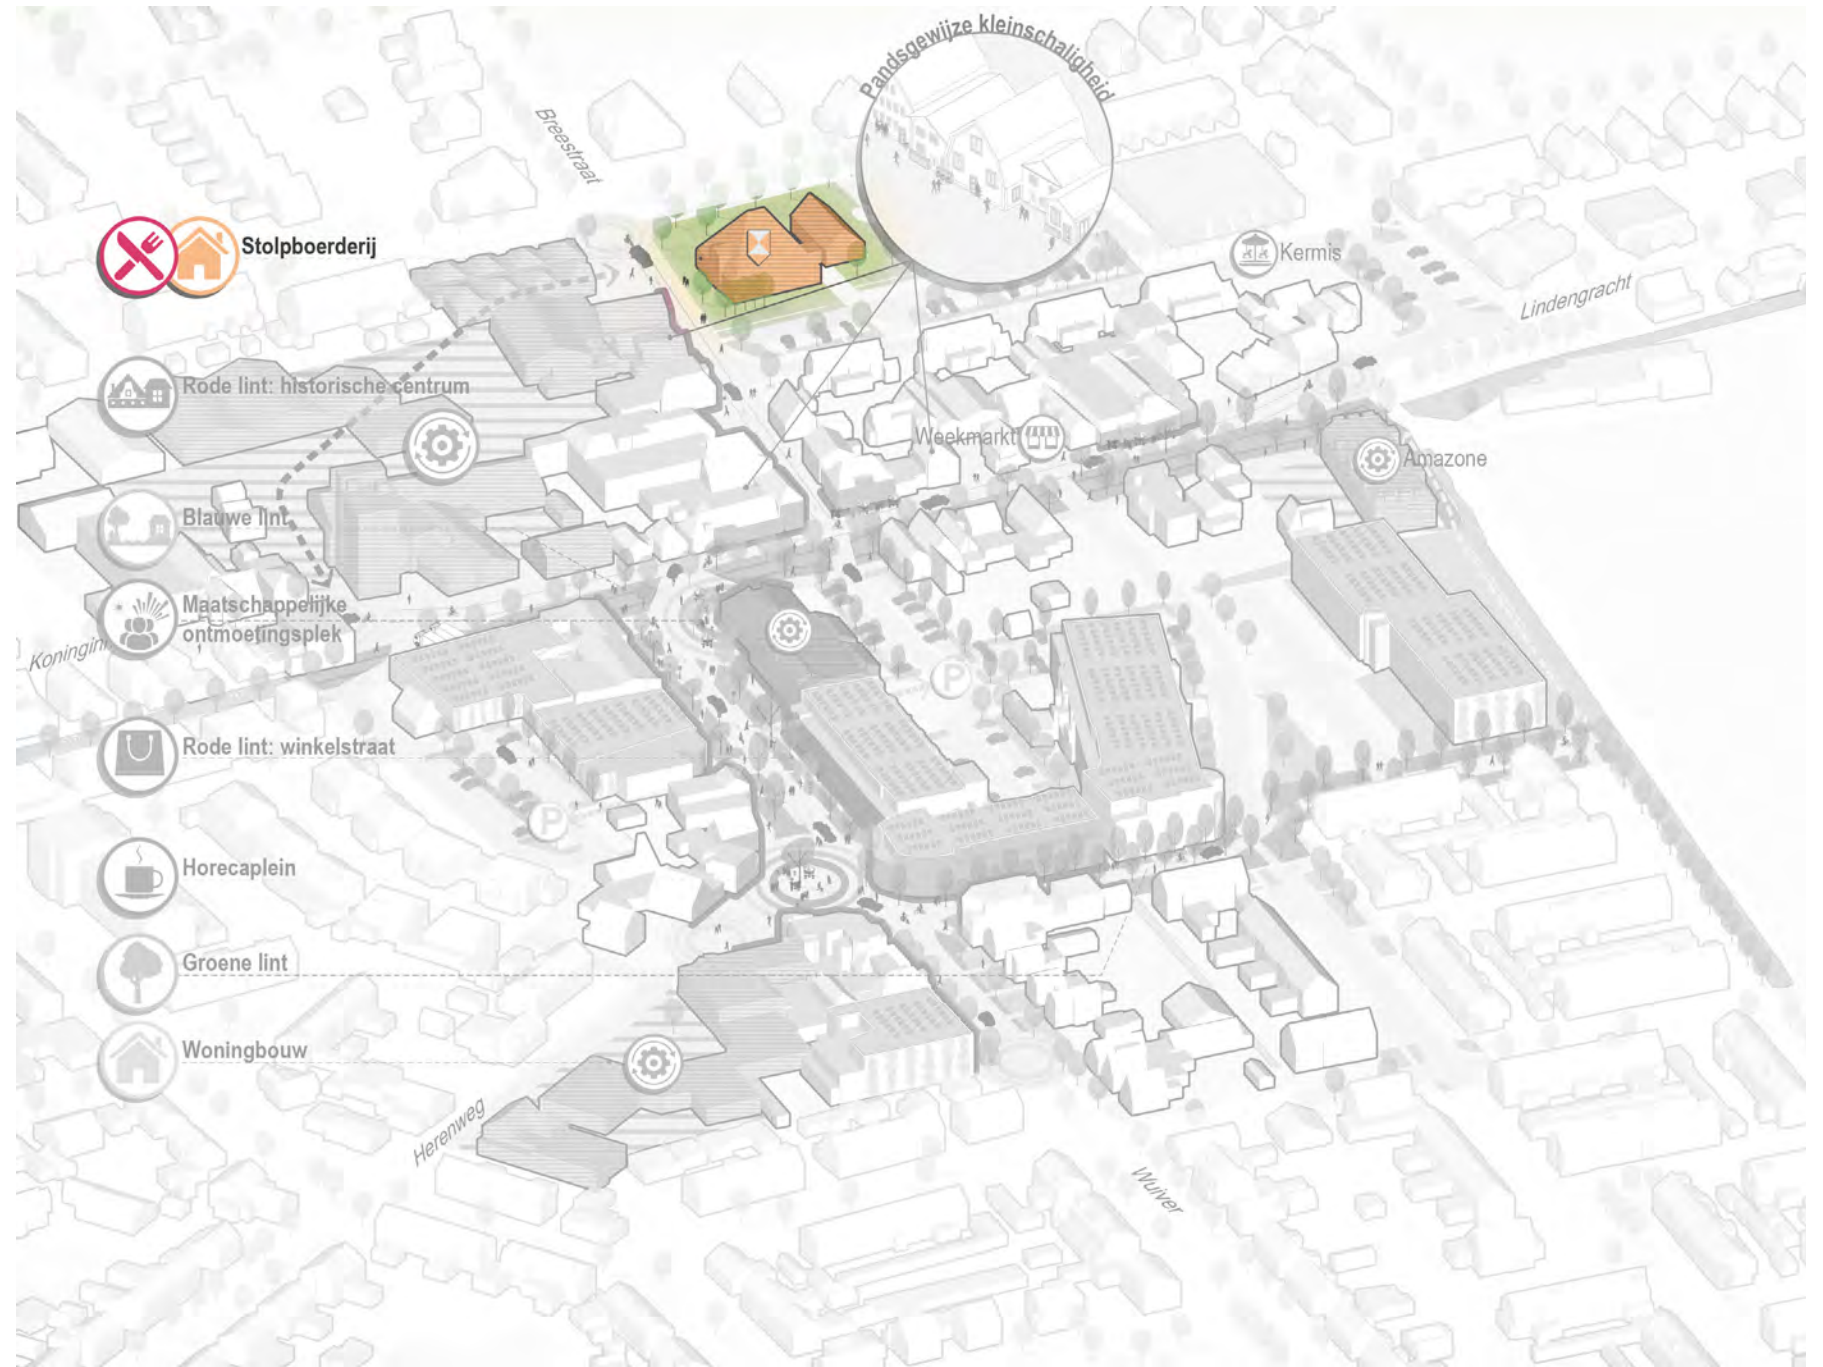 Pandsgewijze kleinschaligheid
Breestraat
Stolpboerderij
Kermis
Lindengracht
Rode lint: historische centrum
Weekmarkt
Amazone
Blauwe lint
Maatschappelijke
ontmoetingsplek
P
Rode lint: winkelstraat
P
Horecaplein
Groene lint
Woningbouw
Herenweg
Wuiver